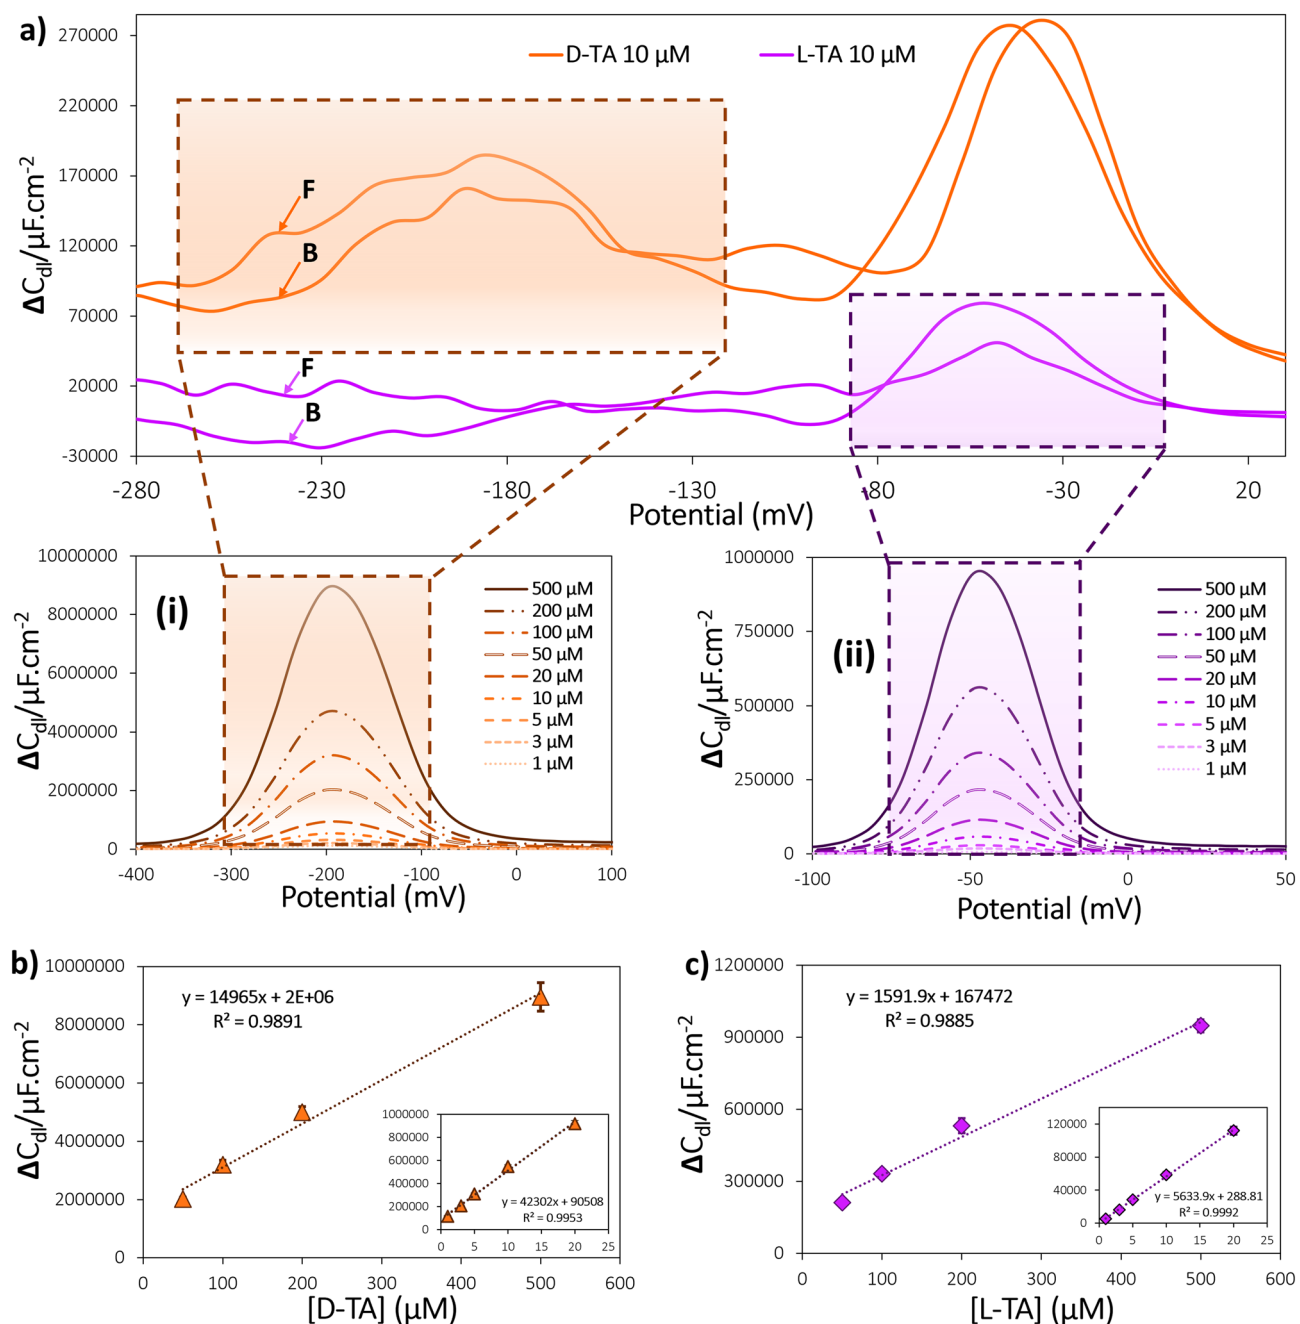 a)
270000
220000
170000
120000
70000
20000
-30000
ΔC_dl/µF.cm⁻²
D-TA 10 µM
L-TA 10 µM
F
B
F
B
-280
-230
-180
-130
-80
-30
20
Potential (mV)
(i)
10000000
8000000
6000000
4000000
2000000
0
ΔC_dl/µF.cm⁻²
500 µM
200 µM
100 µM
50 µM
20 µM
10 µM
5 µM
3 µM
1 µM
-400
-300
-200
-100
0
100
Potential (mV)
(ii)
1000000
750000
500000
250000
0
ΔC_dl/µF.cm⁻²
500 µM
200 µM
100 µM
50 µM
20 µM
10 µM
5 µM
3 µM
1 µM
-100
-50
0
50
Potential (mV)
b)
10000000
8000000
6000000
4000000
2000000
0
ΔC_dl/µF.cm⁻²
y = 14965x + 2E+06
R² = 0.9891
1000000
800000
600000
400000
200000
0
y = 42302x + 90508
R² = 0.9953
0
5
10
15
20
25
0
100
200
300
400
500
600
[D-TA] (µM)
c)
1200000
900000
600000
300000
0
ΔC_dl/µF.cm⁻²
y = 1591.9x + 167472
R² = 0.9885
120000
80000
40000
0
y = 5633.9x + 288.81
R² = 0.9992
0
5
10
15
20
25
0
100
200
300
400
500
600
[L-TA] (µM)